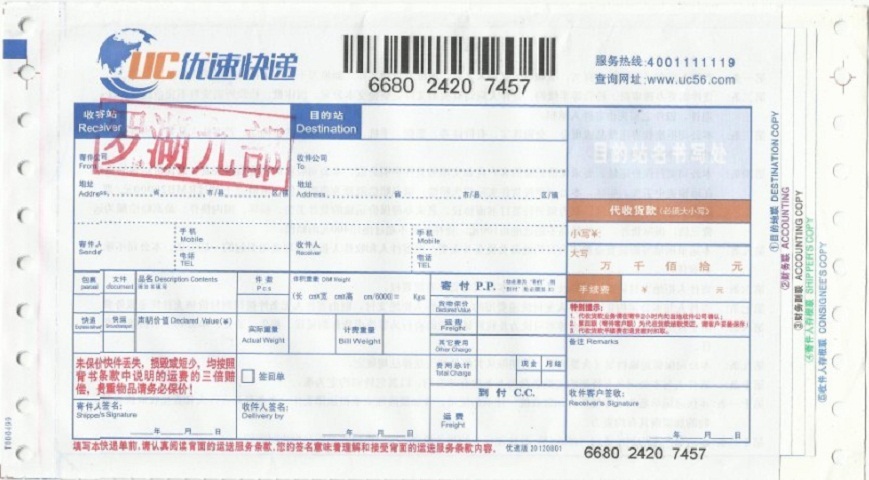 UC优速快递
6680 2420 7457
服务热线:4001111119
查询网址:www.uc56.com
收寄站
Receiver
目的站
Destination
罗湖九部
目的站名书写处
寄件公司
From
收件公司
To
地址
Address 省 市/县 区/镇
地址
Address 省 市/县 区/镇
代收货款 (必须大小写)
小写¥:
大写
万 千 佰 拾 元
手机
Mobile
手机
Mobile
寄件人
Sender
电话
TEL
收件人
Receiver
电话
TEL
包裹
parcel
文件
document
品名 Description Contents
件数
Pcs
体积重量 DIM Weight
(长 cm×宽 cm×高 cm/6000)= Kgs
寄付 P.P.
手续费 ¥ 元
快递
快运
声明价值 Declared Value(¥)
实际重量
Actual Weight
计费重量
Bill Weight
Declared Value
运费
Freight
其它费用
Other Charge
费用总计
Total Charge
现金 月结
特别提示:
备注 Remarks
未保价快件丢失，损毁或短少，均按照
背书条款中说明的运费的三倍赔
偿，贵重物品请务必保价!
签回单
到付 C.C.
寄件人签名:
Shipper's Signature
年 月 日
收件人签名:
Dellivery by
年 月 日
运费
Freight
收件客户签收:
Receiver's Signature
年 月 日
填写本快递单前,请认真阅读背面的运送服务条款,您的签名意味着理解和接受背面的运送服务条款内容.
优速版20120801
6680 2420 7457
①目的站联 DESTINATION COPY
②财务联 ACCOUNTING
③财务副联 ACCOUNTING COPY
④寄件人存根联 SHIPPER'S COPY
⑤收件人存根联 CONSIGNEE'S COPY